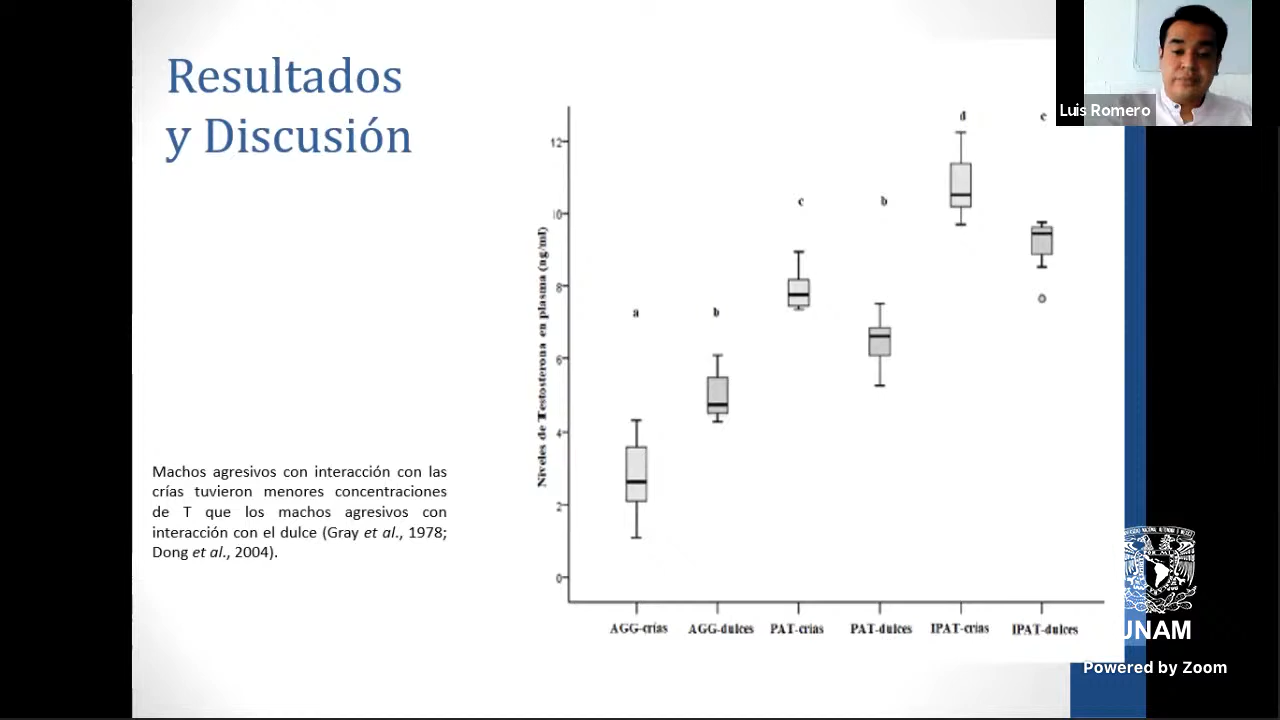 Resultados
y Discusión
Luis Romero
Niveles de Testosterona en plasma (ng/ml)
12
10
8
6
4
2
0
a
b
c
b
d
e
AGG-crías
AGG-dulces
PAT-crías
PAT-dulces
IPAT-crías
IPAT-dulces
Machos agresivos con interacción con las
crías tuvieron menores concentraciones
de T que los machos agresivos con
interacción con el dulce (Gray et al., 1978;
Dong et al., 2004).
UNAM
Powered by Zoom